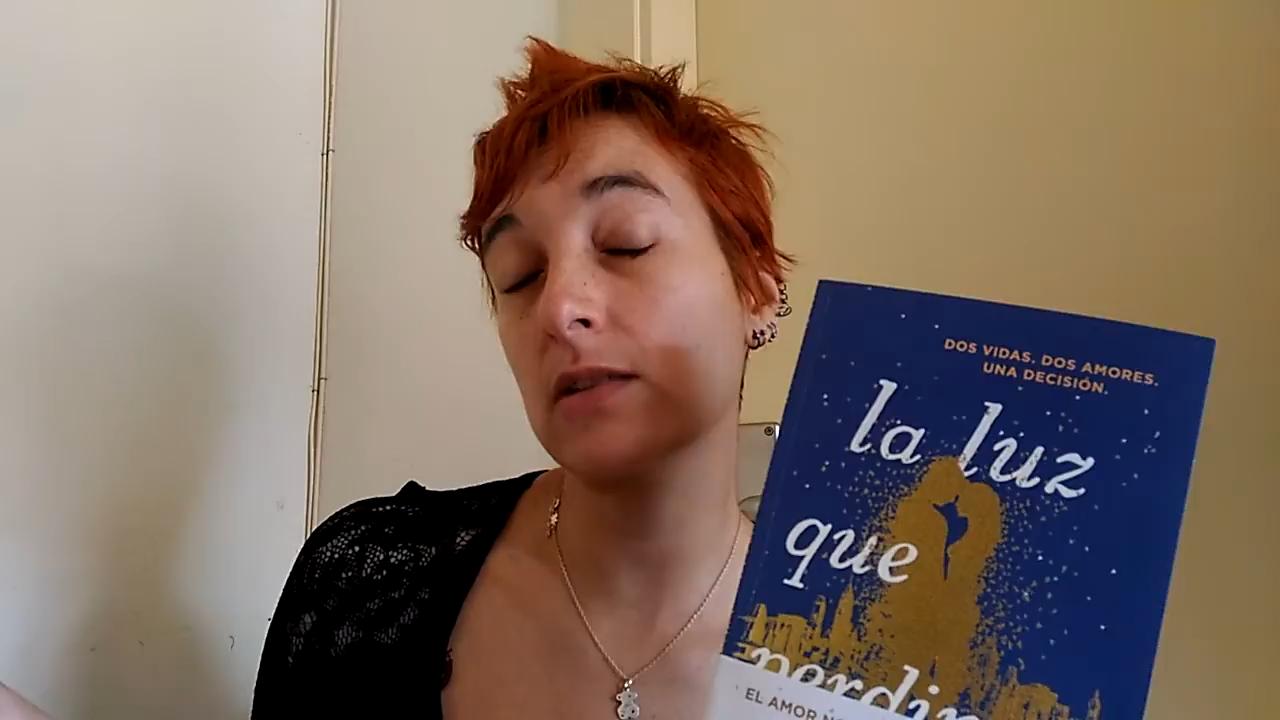 DOS VIDAS. DOS AMORES.
UNA DECISIÓN.
la luz
que
EL AMOR